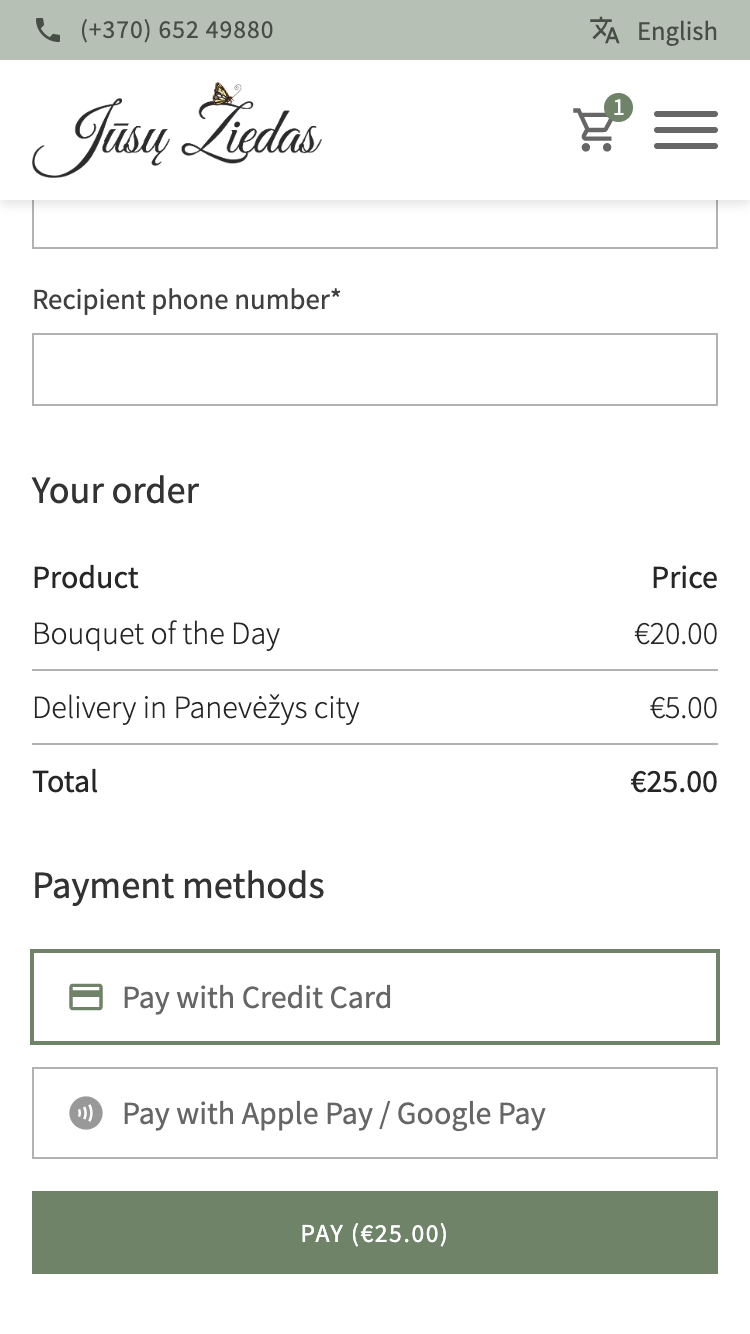 (+370) 652 49880
English
Jūsų Žiedas
1
Recipient phone number*
Your order
Product Price
Bouquet of the Day €20.00
Delivery in Panevėžys city €5.00
Total €25.00
Payment methods
Pay with Credit Card
Pay with Apple Pay / Google Pay
PAY (€25.00)